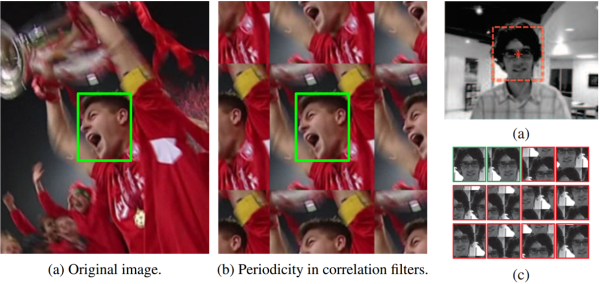 (a) Original image.
(b) Periodicity in correlation filters.
(a)
(c)